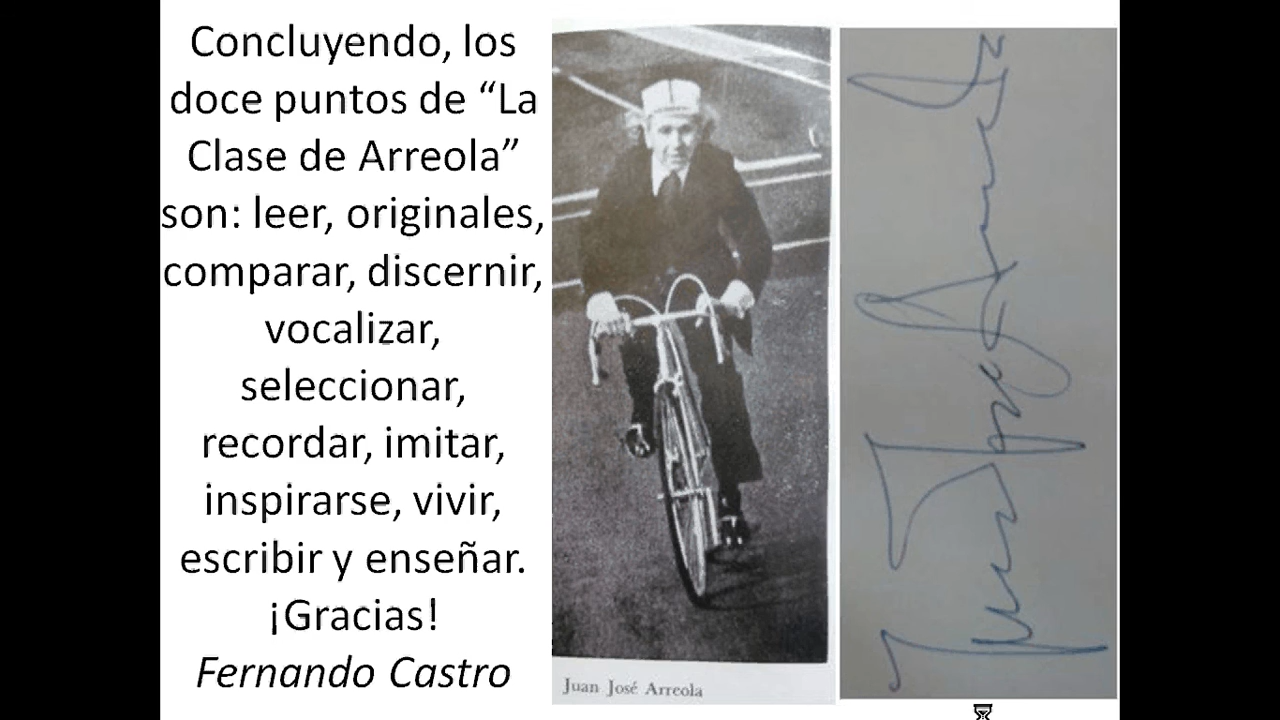 Concluyendo, los
doce puntos de “La
Clase de Arreola”
son: leer, originales,
comparar, discernir,
vocalizar,
seleccionar,
recordar, imitar,
inspirarse, vivir,
escribir y enseñar.
¡Gracias!
Fernando Castro
Juan José Arreola